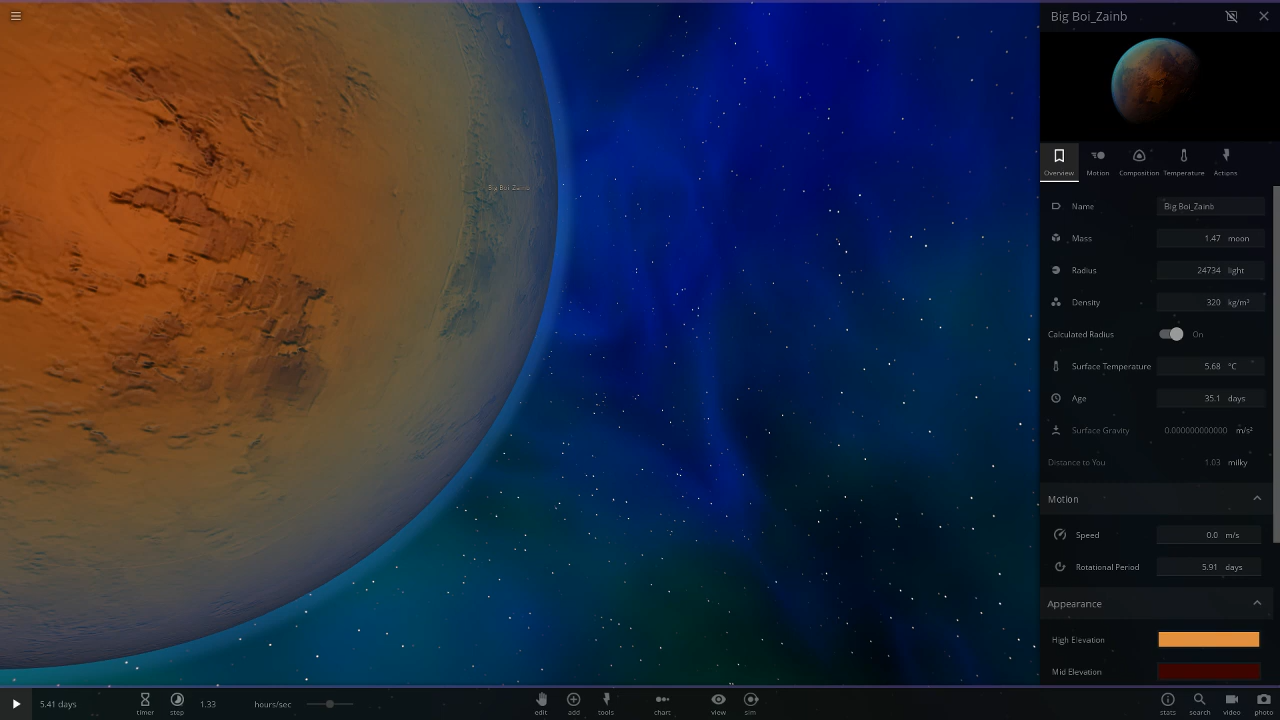 Big Boi_Zainb
Overview
Motion
Composition
Temperature
Actions
Big Boi_Zainb
Name Big Boi_Zainb
Mass 1.47 moon
Radius 24734 light
Density 320 kg/m³
Calculated Radius On
Surface Temperature 5.68 °C
Age 35.1 days
Surface Gravity 0.000000000000 m/s²
Distance to You 1.03 milky
Motion
Speed 0.0 m/s
Rotational Period 5.91 days
Appearance
High Elevation
Mid Elevation
5.41 days
timer
step
1.33 hours/sec
edit
add
tools
chart
view
sim
stats
search
video
photo